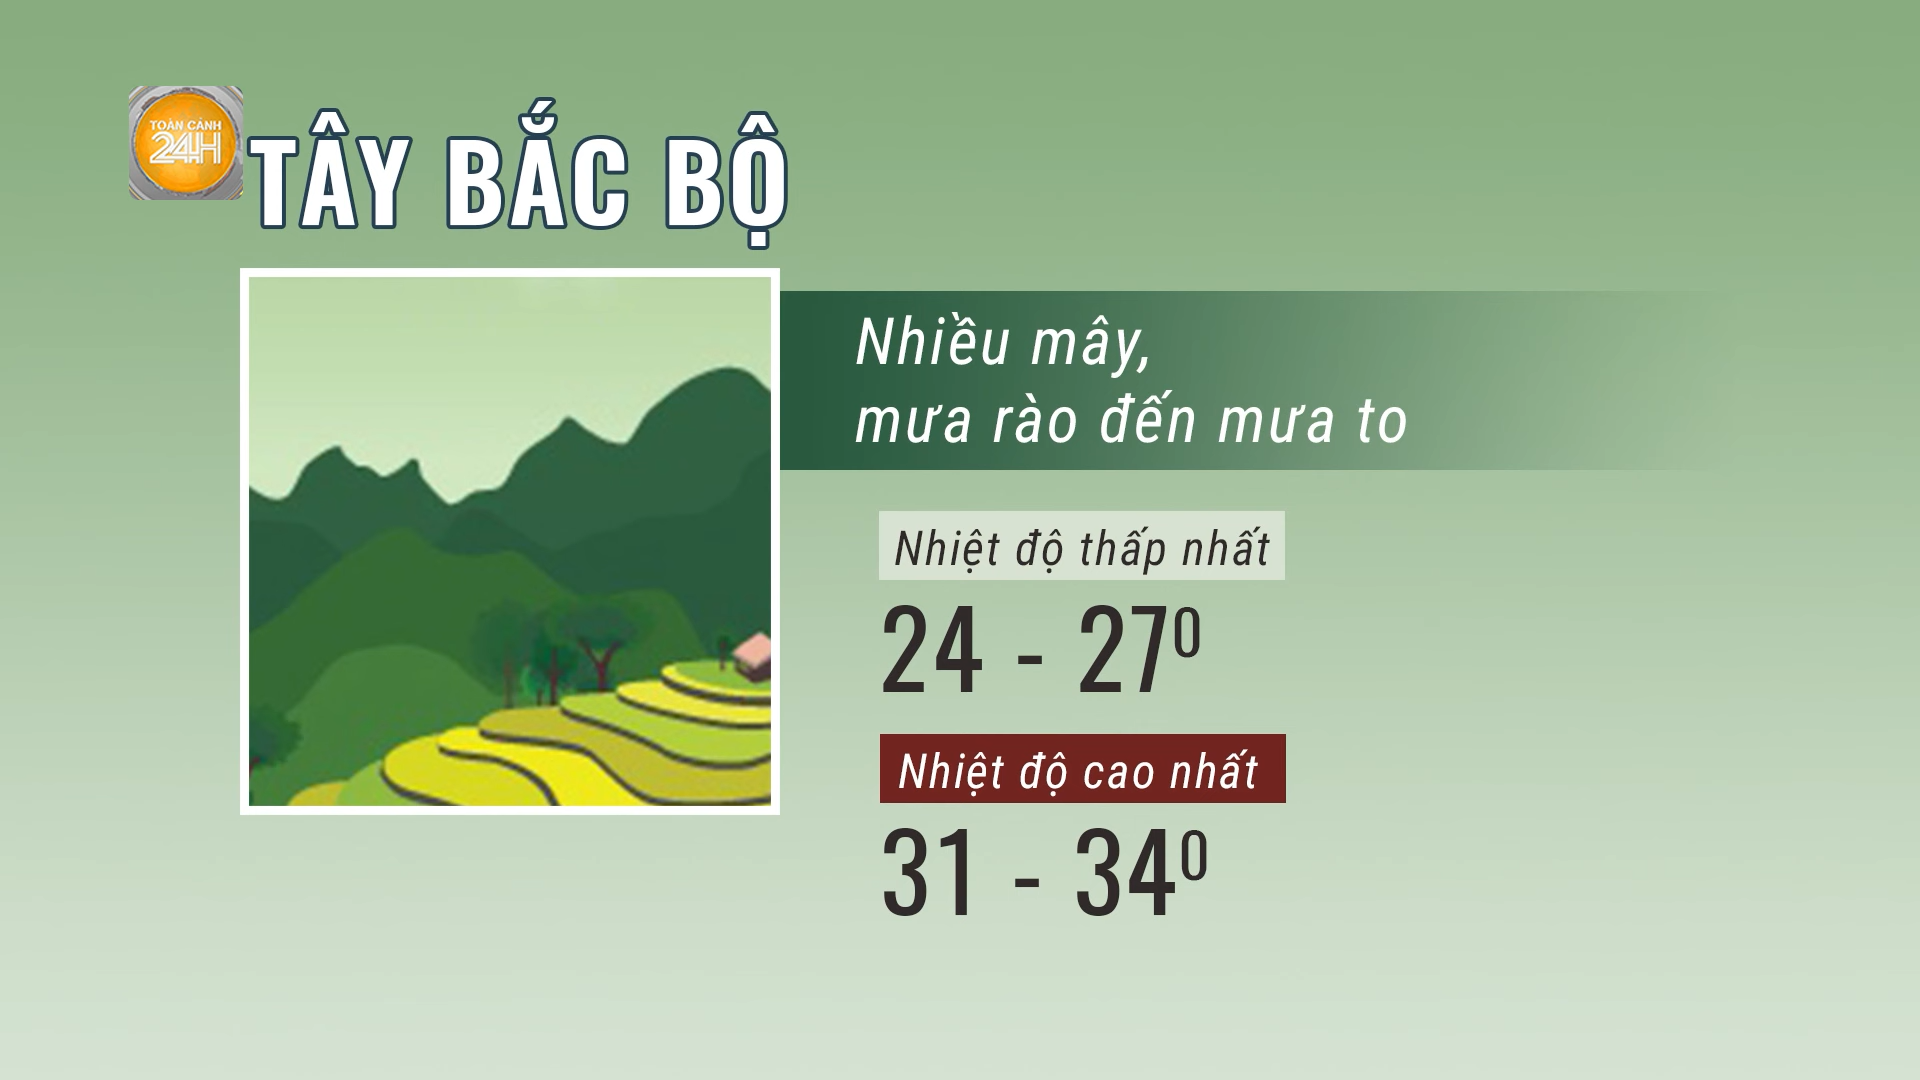 TOÀN CẢNH
24H
TÂY BẮC BỘ
Nhiều mây,
mưa rào đến mưa to
Nhiệt độ thấp nhất
24 - 27⁰
Nhiệt độ cao nhất
31 - 34⁰